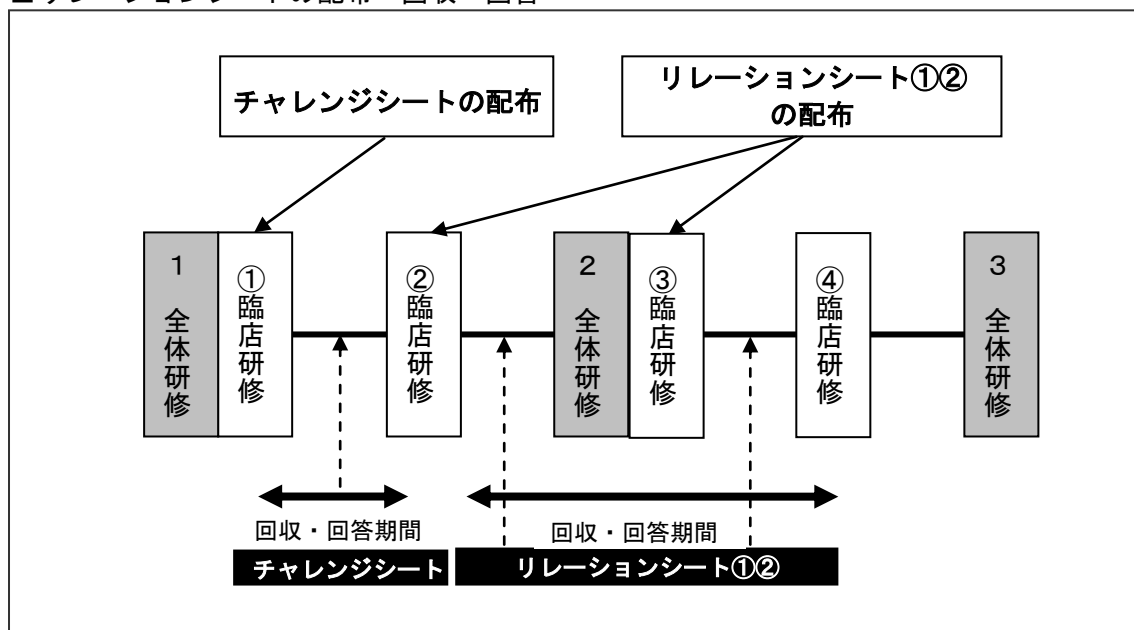 チャレンジシートの配布
リレーションシート①②
の配布
1 全体研修
①臨店研修
②臨店研修
2 全体研修
③臨店研修
④臨店研修
3 全体研修
回収・回答期間
チャレンジシート
回収・回答期間
リレーションシート①②